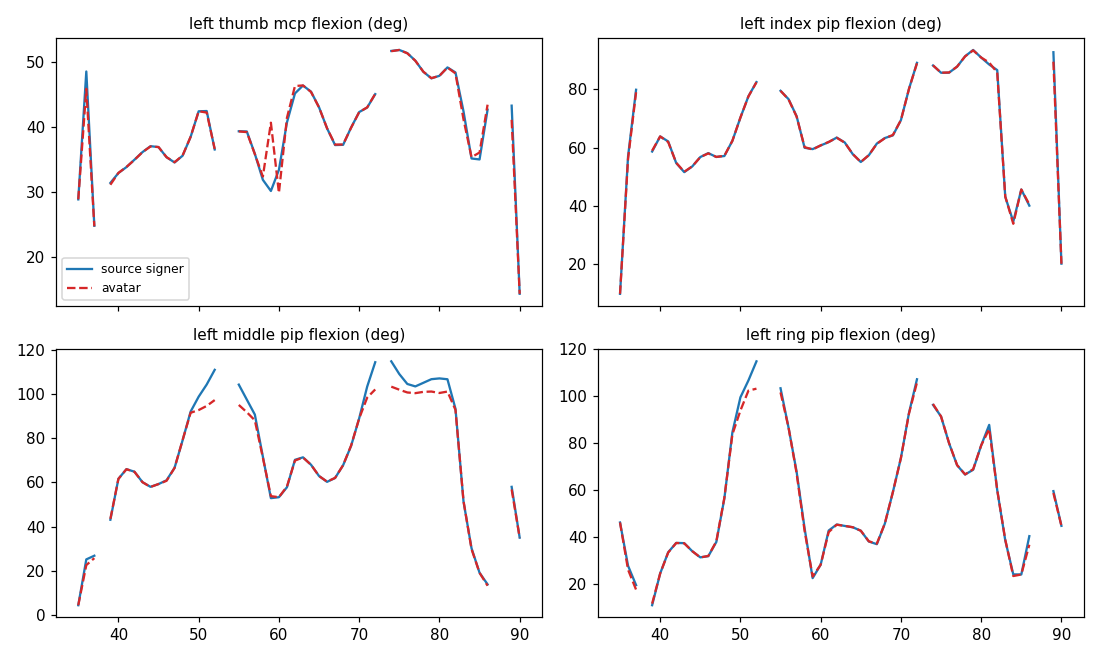 left thumb mcp flexion (deg)
50
40
30
20
source signer
avatar
left index pip flexion (deg)
80
60
40
20
left middle pip flexion (deg)
120
100
80
60
40
20
0
40 50 60 70 80 90
left ring pip flexion (deg)
120
100
80
60
40
20
40 50 60 70 80 90